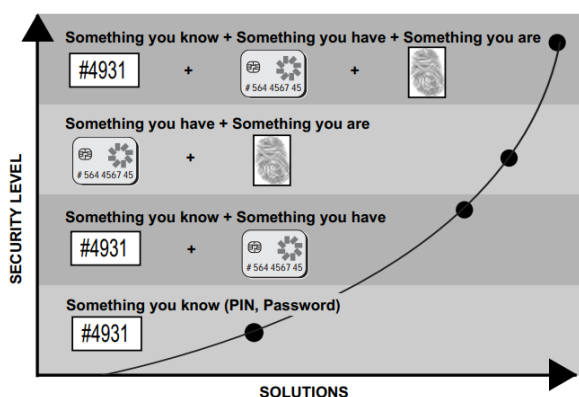 Something you know + Something you have + Something you are
#4931 + # 564 4567 45 +
Something you have + Something you are
# 564 4567 45 +
Something you know + Something you have
#4931 + # 564 4567 45
Something you know (PIN, Password)
#4931
SECURITY LEVEL
SOLUTIONS